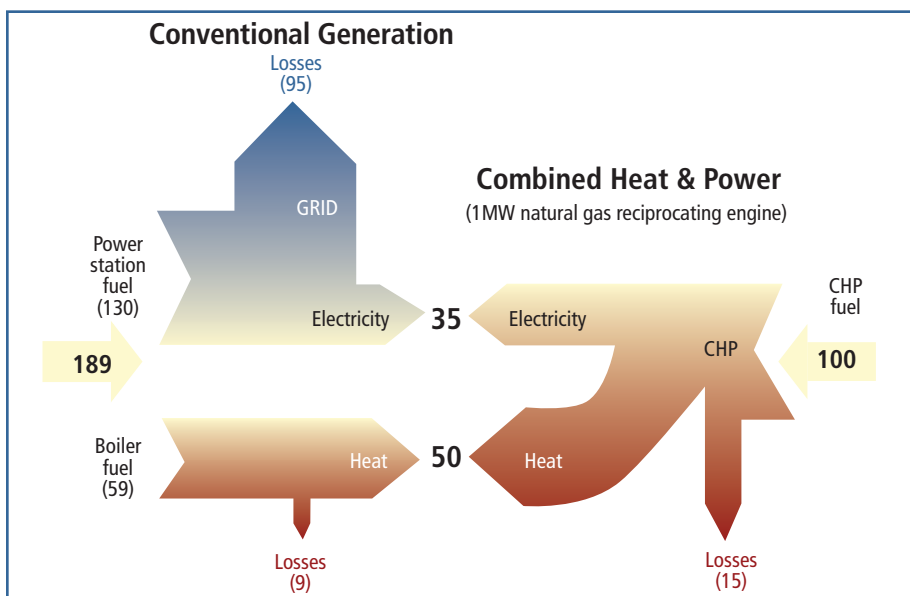 Conventional Generation
Losses
(95)
GRID
Combined Heat & Power
(1MW natural gas reciprocating engine)
Power
station
fuel
(130)
Electricity
35
Electricity
CHP
fuel
CHP
189
100
Boiler
fuel
(59)
Heat
50
Heat
Losses
(9)
Losses
(15)